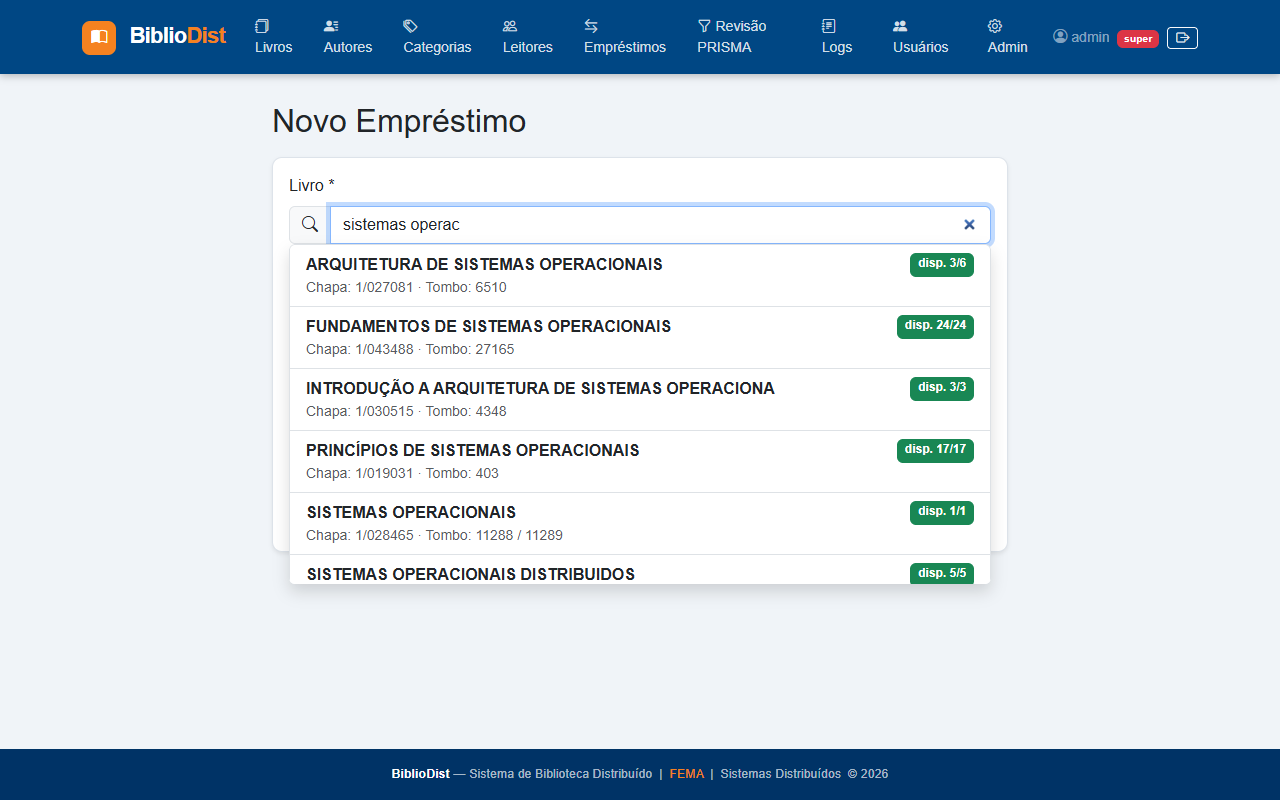 BiblioDist
Livros
Autores
Categorias
Leitores
Empréstimos
Revisão PRISMA
Logs
Usuários
Admin
admin super
Novo Empréstimo
Livro *
sistemas operac
ARQUITETURA DE SISTEMAS OPERACIONAIS disp. 3/6
Chapa: 1/027081 · Tombo: 6510
FUNDAMENTOS DE SISTEMAS OPERACIONAIS disp. 24/24
Chapa: 1/043488 · Tombo: 27165
INTRODUÇÃO A ARQUITETURA DE SISTEMAS OPERACIONA disp. 3/3
Chapa: 1/030515 · Tombo: 4348
PRINCÍPIOS DE SISTEMAS OPERACIONAIS disp. 17/17
Chapa: 1/019031 · Tombo: 403
SISTEMAS OPERACIONAIS disp. 1/1
Chapa: 1/028465 · Tombo: 11288 / 11289
SISTEMAS OPERACIONAIS DISTRIBUIDOS disp. 5/5
BiblioDist — Sistema de Biblioteca Distribuído | FEMA | Sistemas Distribuídos © 2026